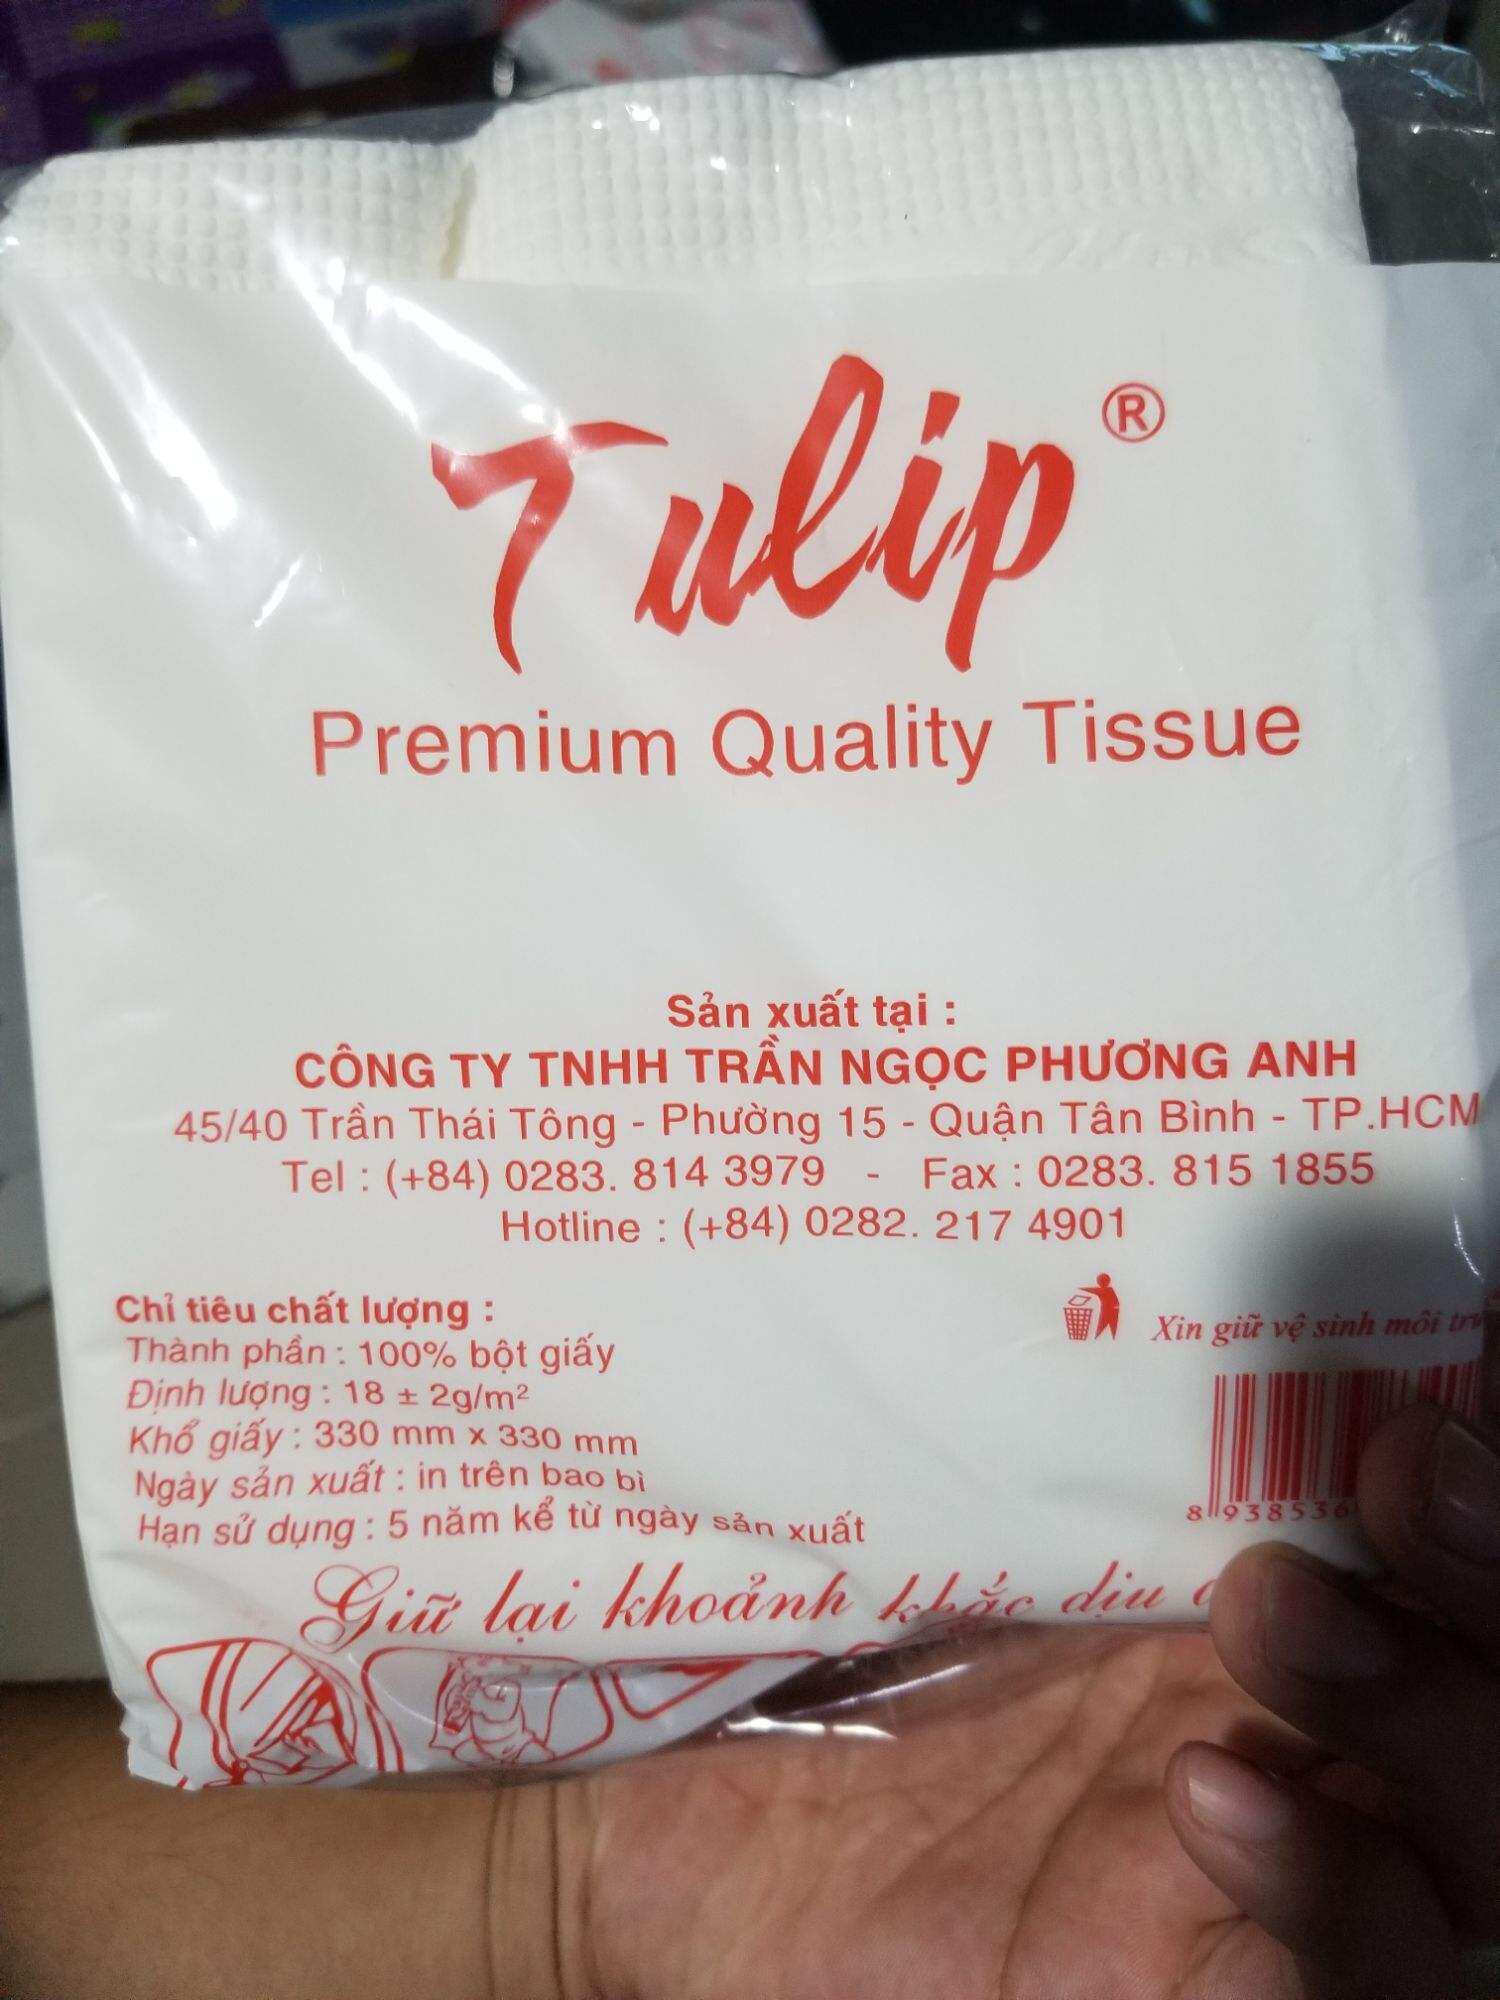 Tulip ®
Premium Quality Tissue
Sản xuất tại :
CÔNG TY TNHH TRẦN NGỌC PHƯƠNG ANH
45/40 Trần Thái Tông - Phường 15 - Quận Tân Bình - TP.HCM
Tel : (+84) 0283. 814 3979 - Fax : 0283. 815 1855
Hotline : (+84) 0282. 217 4901
Chỉ tiêu chất lượng :
Thành phần : 100% bột giấy
Định lượng : 18 ± 2g/m²
Khổ giấy : 330 mm x 330 mm
Ngày sản xuất : in trên bao bì
Hạn sử dụng : 5 năm kể từ ngày sản xuất
Xin giữ vệ sinh môi
8 938536
Giữ lại khoảnh khắc dịu